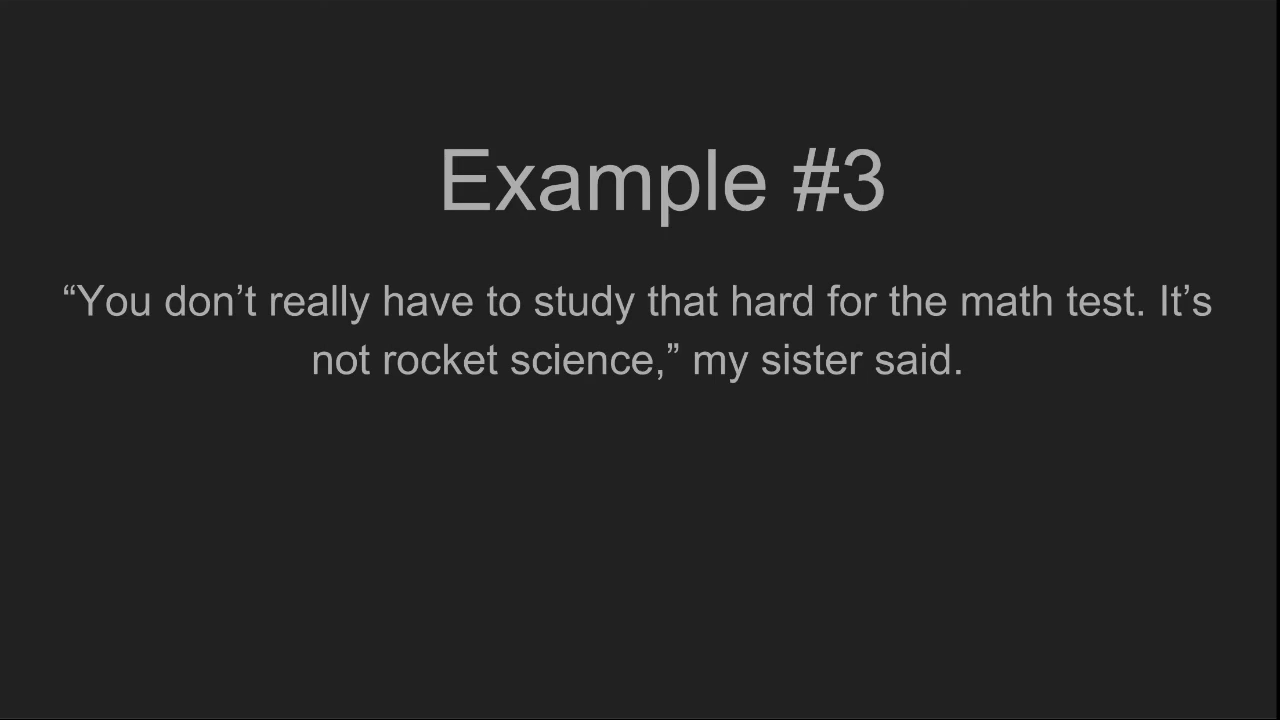 Example #3
“You don’t really have to study that hard for the math test. It’s
not rocket science,” my sister said.